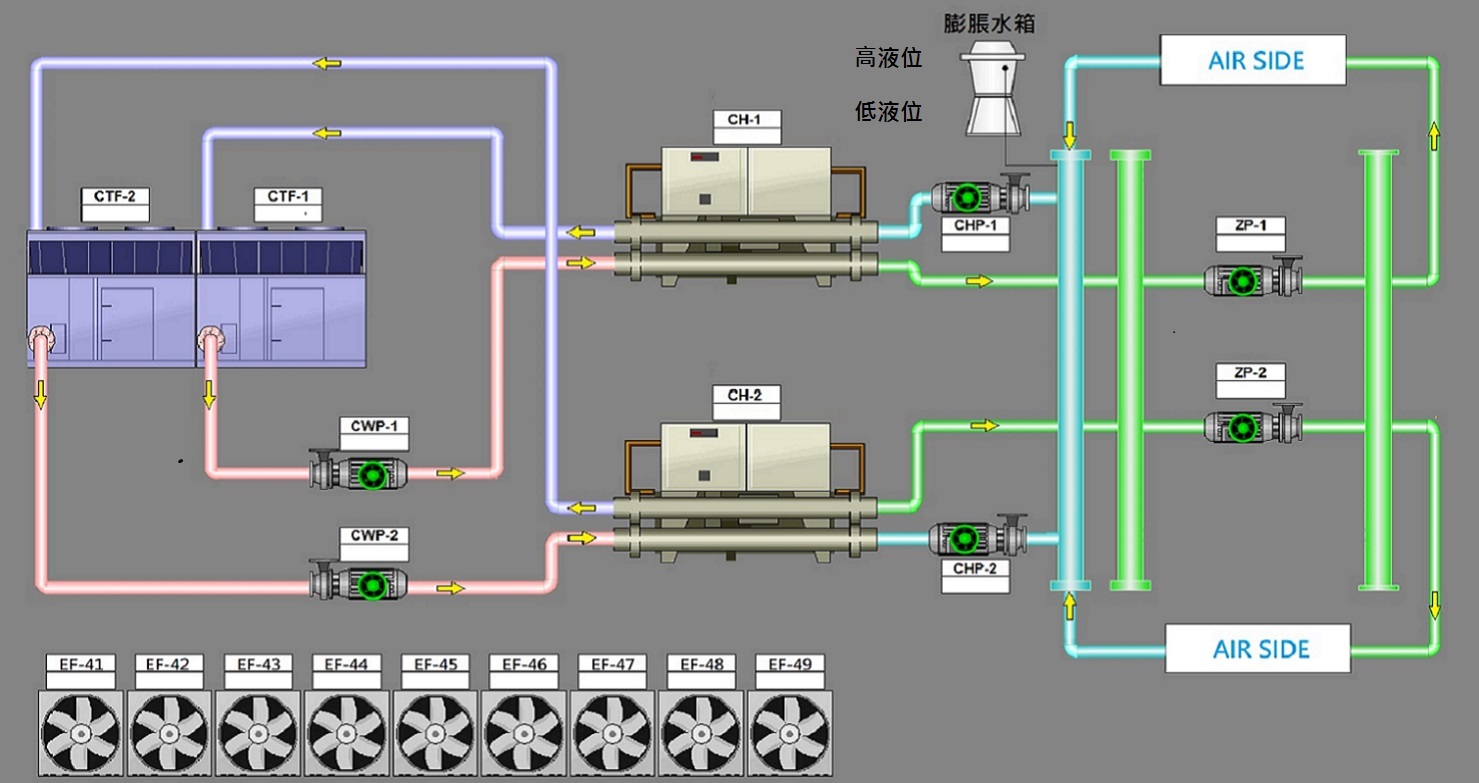 膨脹水箱
高液位
低液位
AIR SIDE
CH-1
CTF-2
CTF-1
CHP-1
ZP-1
ZP-2
CH-2
CWP-1
CWP-2
CHP-2
AIR SIDE
EF-41
EF-42
EF-43
EF-44
EF-45
EF-46
EF-47
EF-48
EF-49